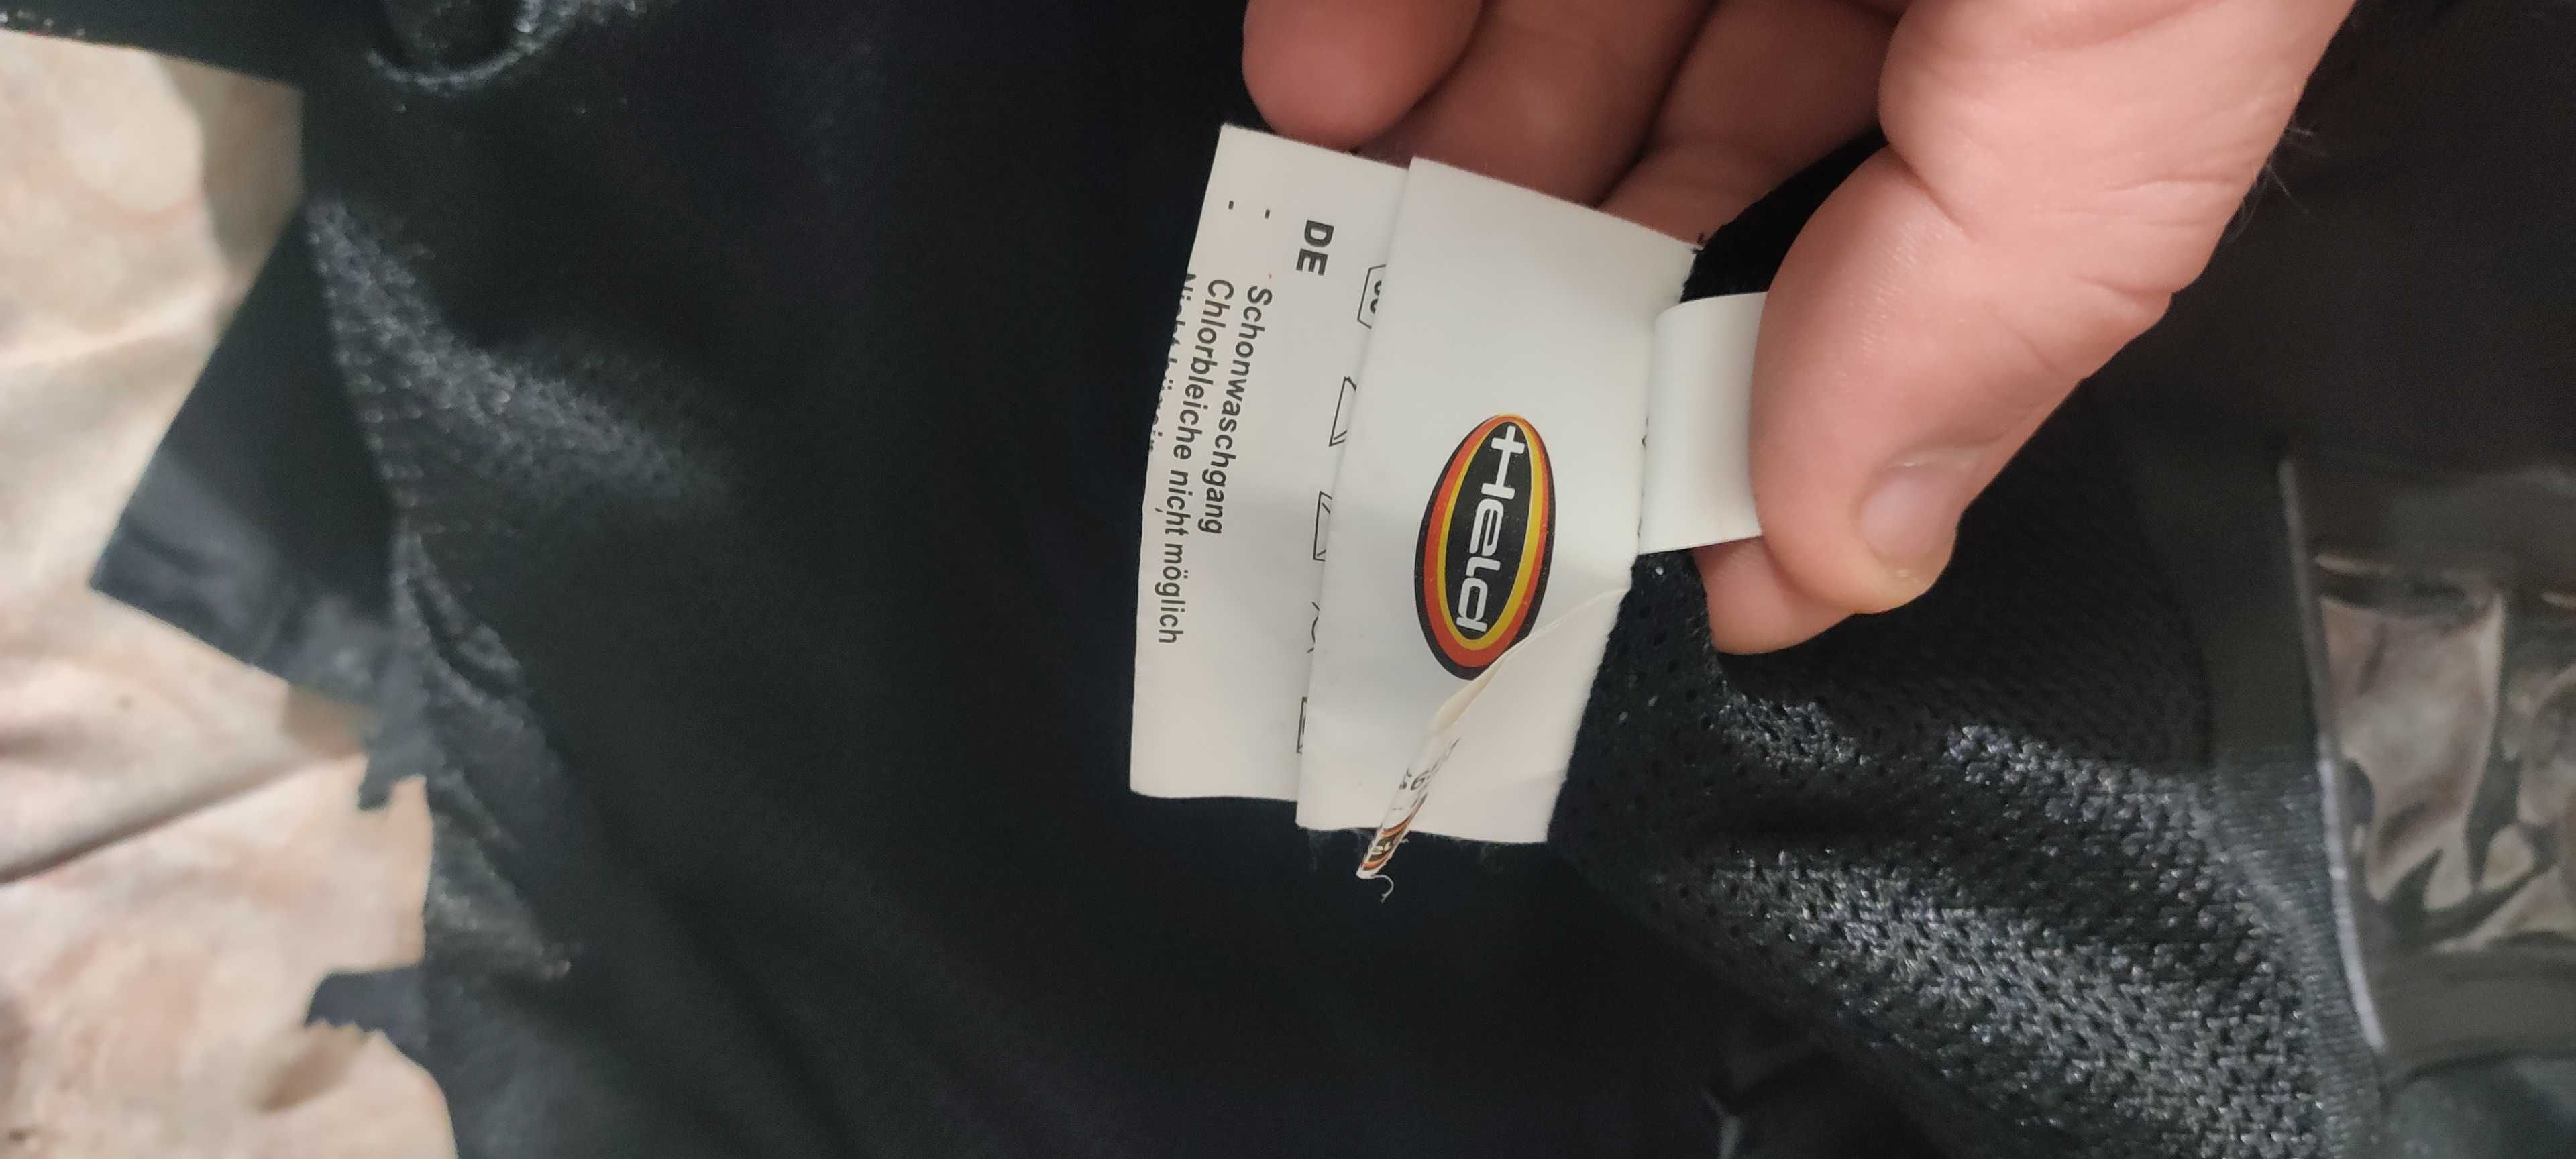 Held
DE
- Schonwaschgang
- Chlorbleiche nicht möglich